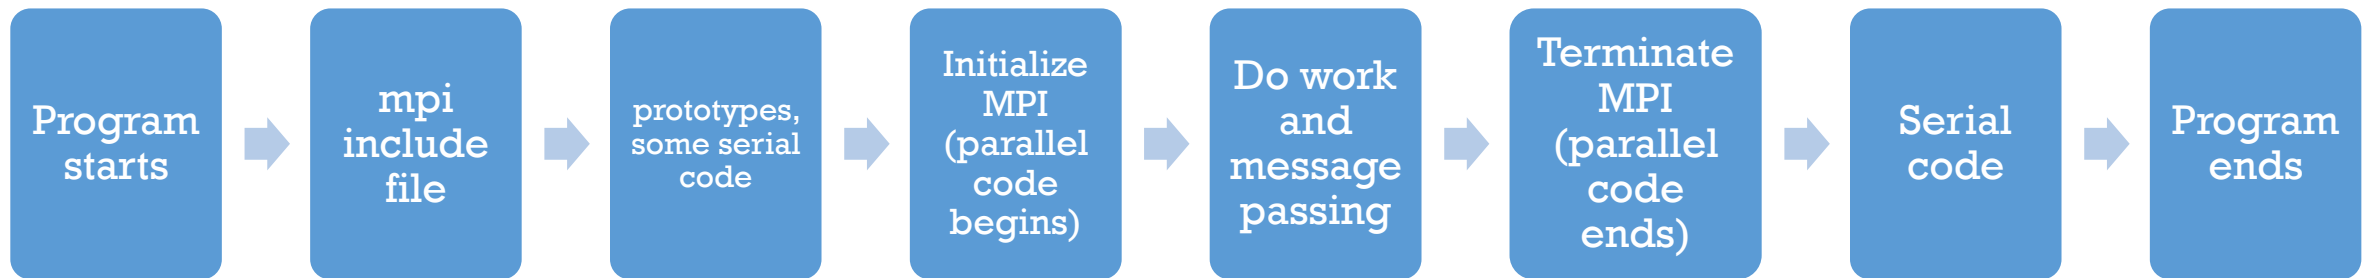 Program
starts
mpi
include
file
prototypes,
some serial
code
Initialize
MPI
(parallel
code
begins)
Do work
and
message
passing
Terminate
MPI
(parallel
code
ends)
Serial
code
Program
ends